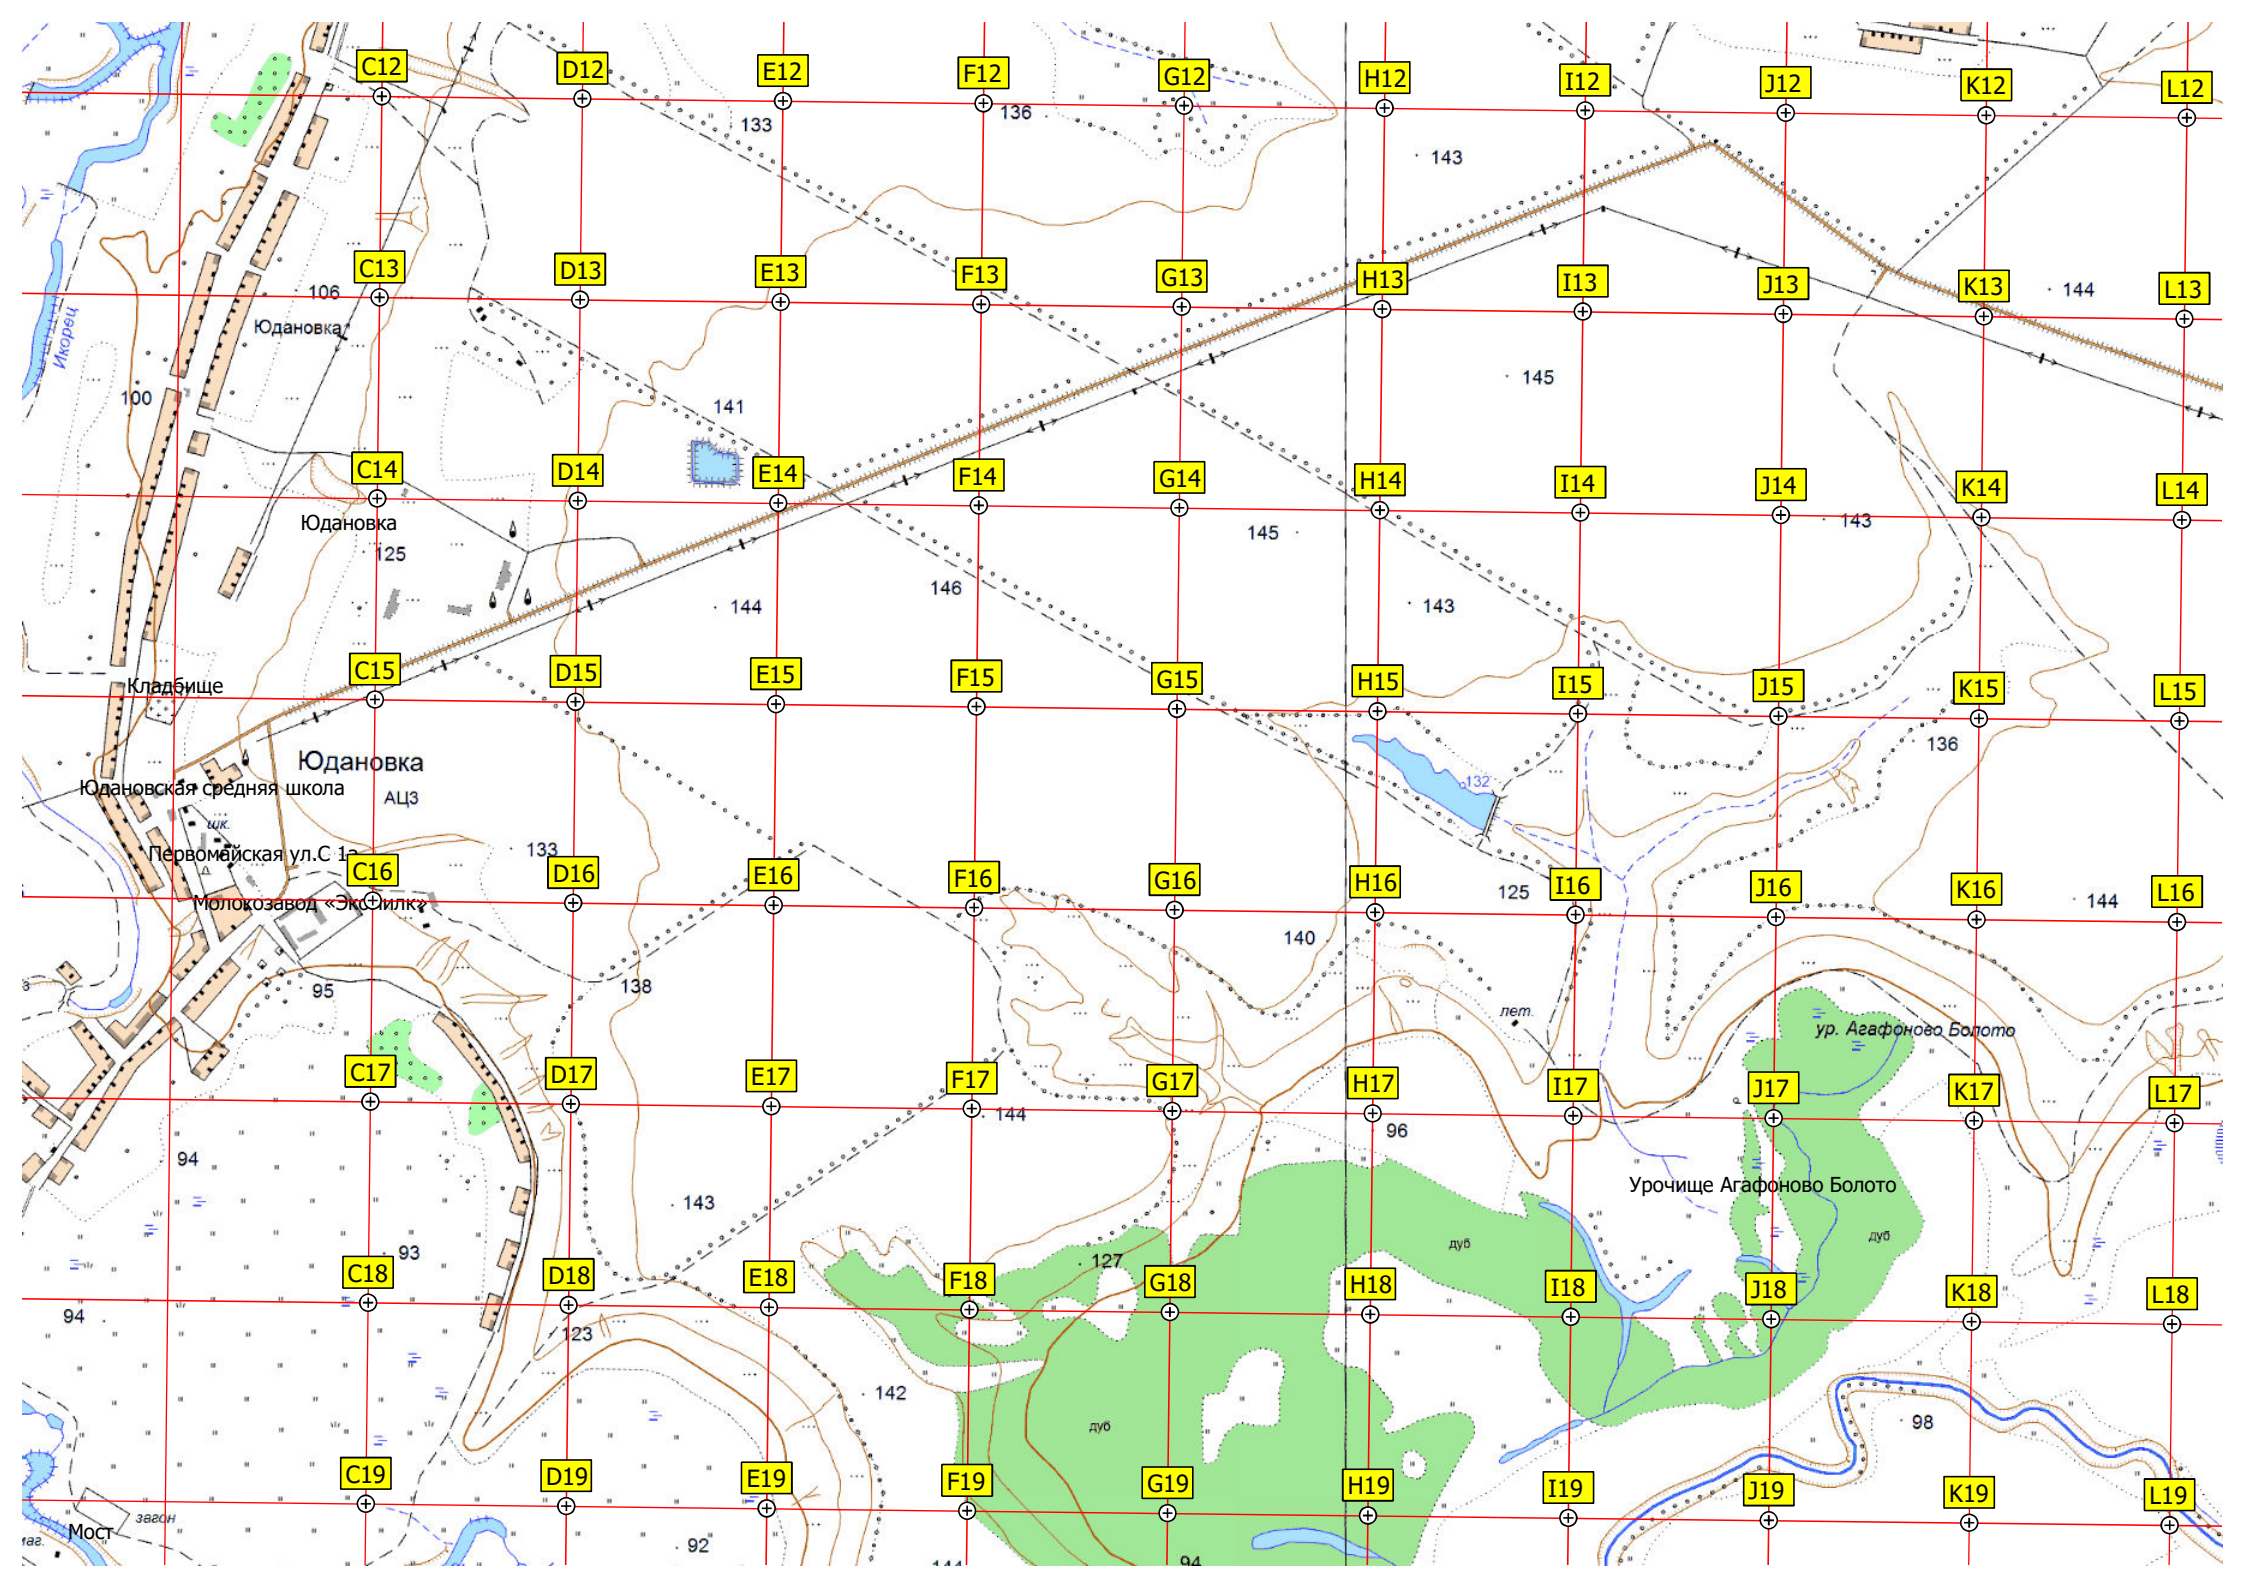 C12 D12 E12 F12 G12 H12 I12 J12 K12 L12
133 136
143
C13 D13 E13 F13 G13 H13 I13 J13 K13 L13
106 144
Икорец
Юдановка
100 141 145
C14 D14 E14 F14 G14 H14 I14 J14 K14 L14
Юдановка 145 143
125 146 144 143
C15 D15 E15 F15 G15 H15 I15 J15 K15 L15
Кладбище
136
Юдановка
132
Юдановская средняя школа АЦЗ
шк.
Первомайская ул.С 1а 133
C16 D16 E16 F16 G16 H16 I16 J16 K16 L16
125 144
Молокозавод «Экомилк»
140
95 138
лет.
ур. Агафоново Болото
C17 D17 E17 F17 G17 H17 I17 J17 K17 L17
144 96
94
Урочище Агафоново Болото
143
дуб дуб
93 127
C18 D18 E18 F18 G18 H18 I18 J18 K18 L18
94 123
142 98
дуб
C19 D19 E19 F19 G19 H19 I19 J19 K19 L19
загон
Мост
92
94